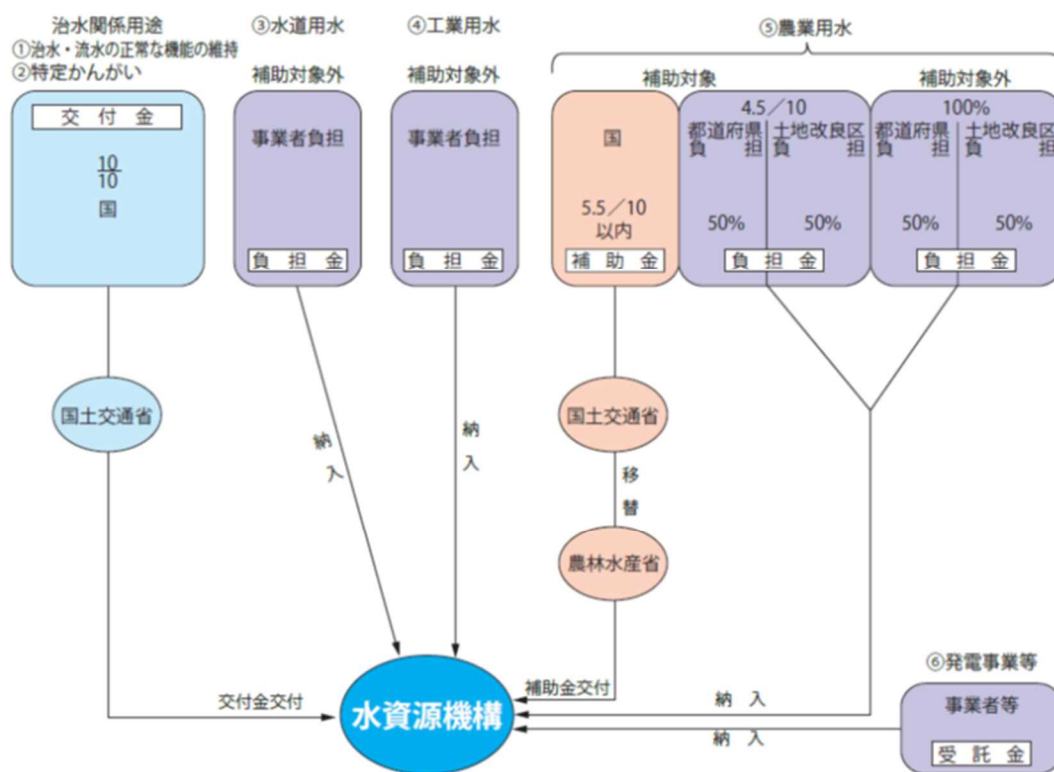 治水関係用途
①治水・流水の正常な機能の維持
②特定かんがい
交付金
10
10
国
国土交通省
交付金交付
③水道用水
補助対象外
事業者負担
負担金
納入
④工業用水
補助対象外
事業者負担
負担金
納入
⑤農業用水
補助対象
補助対象外
国
5.5／10
以内
補助金
4.5／10
都道府県
負担
土地改良区
負担
50%
50%
負担金
100%
都道府県
負担
土地改良区
負担
50%
50%
負担金
国土交通省
移替
農林水産省
補助金交付
納入
⑥発電事業等
事業者等
受託金
納入
水資源機構